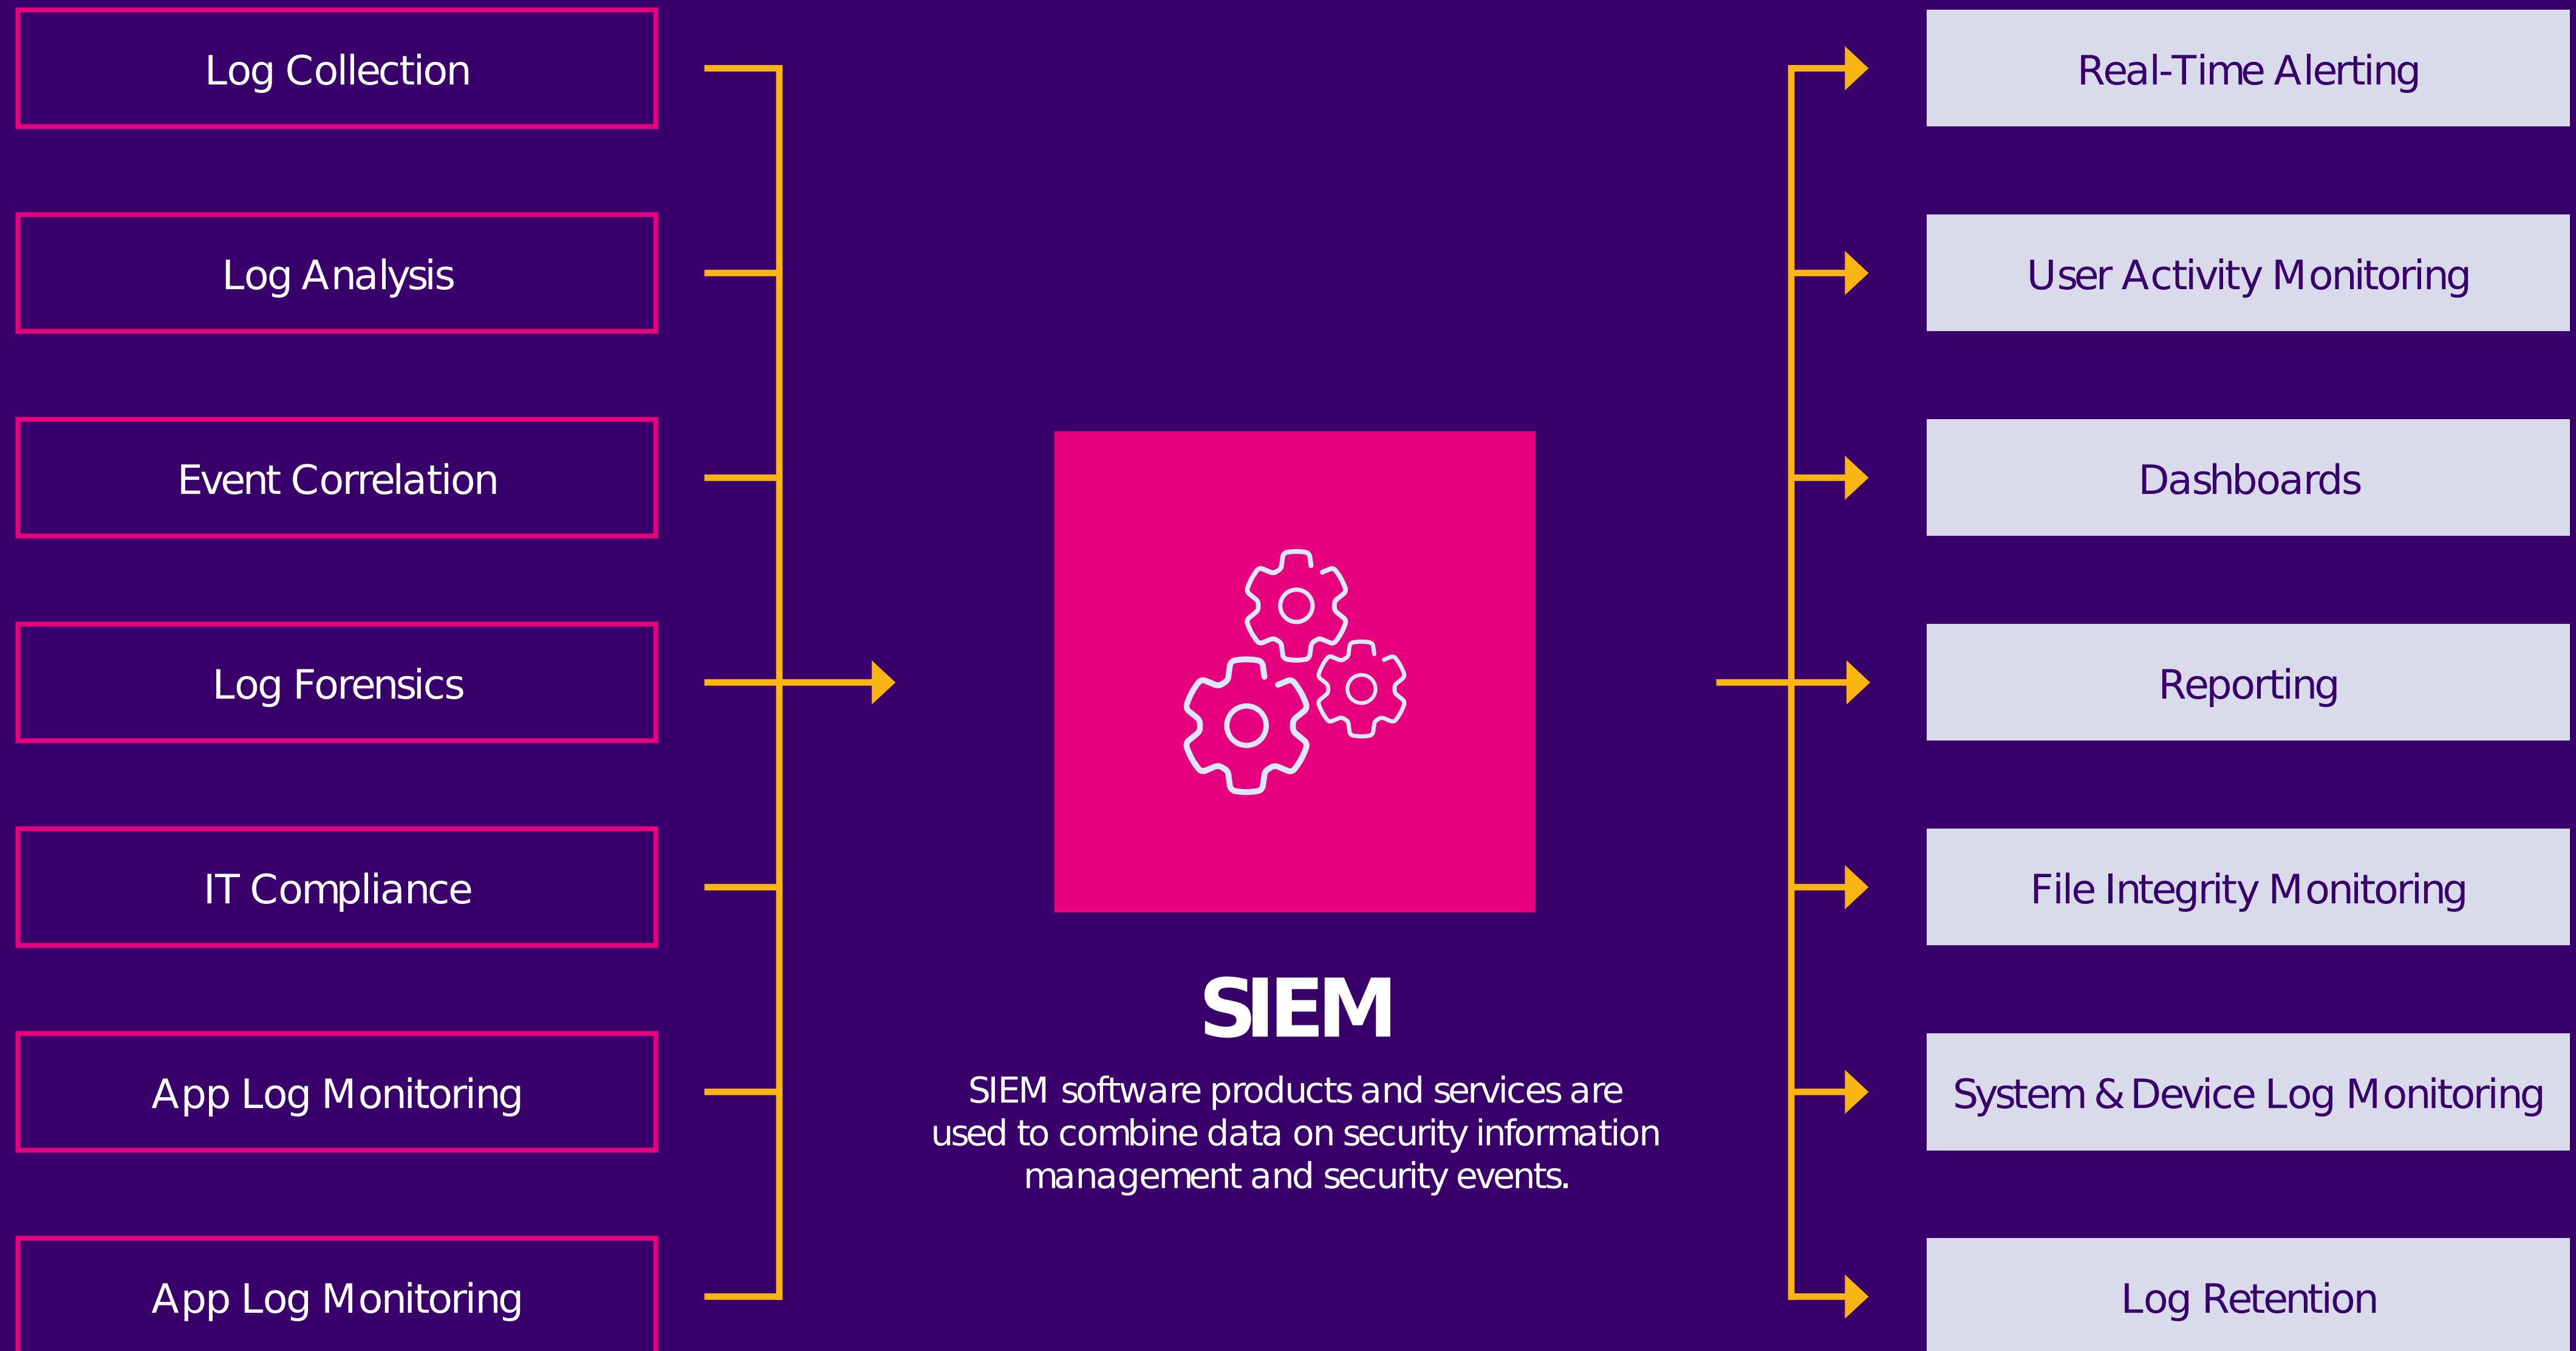 Log Collection
Log Analysis
Event Correlation
Log Forensics
IT Compliance
App Log Monitoring
App Log Monitoring
SIEM
SIEM software products and services are
used to combine data on security information
management and security events.
Real-Time Alerting
User Activity Monitoring
Dashboards
Reporting
File Integrity Monitoring
System & Device Log Monitoring
Log Retention